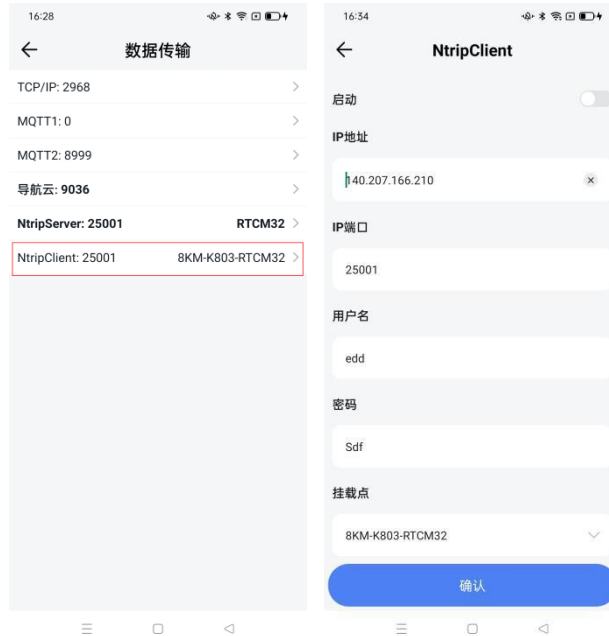 16:28
数据传输
TCP/IP: 2968
MQTT1: 0
MQTT2: 8999
导航云: 9036
NtripServer: 25001 RTCM32
NtripClient: 25001 8KM-K803-RTCM32
16:34
NtripClient
启动
IP地址
140.207.166.210
IP端口
25001
用户名
edd
密码
Sdf
挂载点
8KM-K803-RTCM32
确认